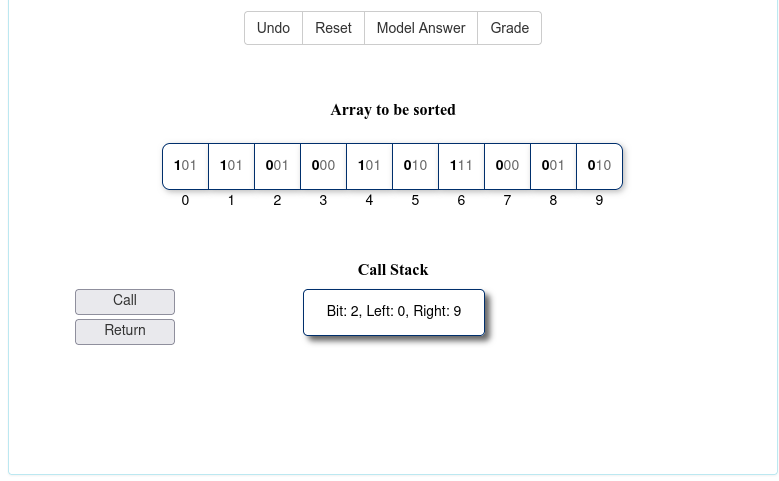 Undo Reset Model Answer Grade
Array to be sorted
101 101 001 000 101 010 111 000 001 010
0 1 2 3 4 5 6 7 8 9
Call Stack
Call
Bit: 2, Left: 0, Right: 9
Return